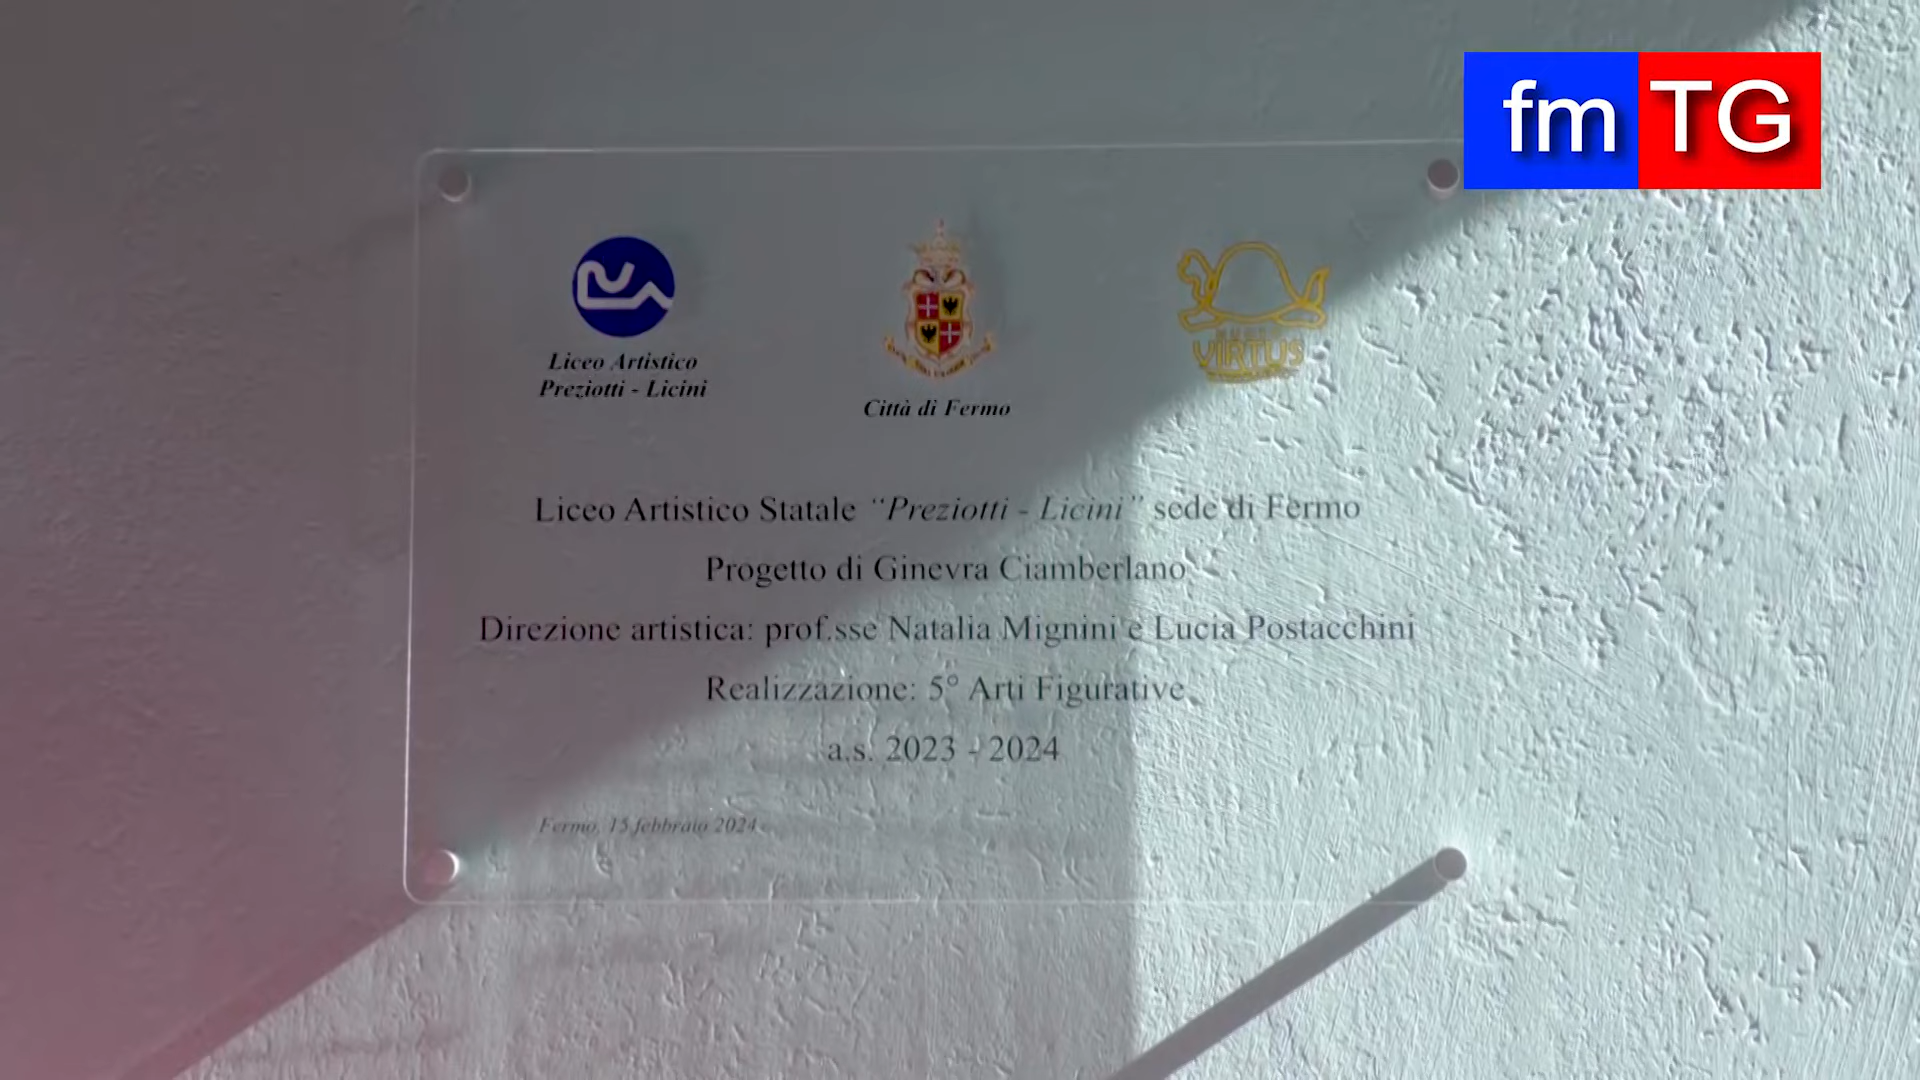 fm TG
Liceo Artistico
Preziotti - Licini
Città di Fermo
VIRTUS
Liceo Artistico Statale “Preziotti - Licini” sede di Fermo
Progetto di Ginevra Ciamberlano
Direzione artistica: prof.sse Natalia Mignini e Lucia Postacchini
Realizzazione: 5° Arti Figurative
a.s. 2023 - 2024
Fermo, 15 febbraio 2024